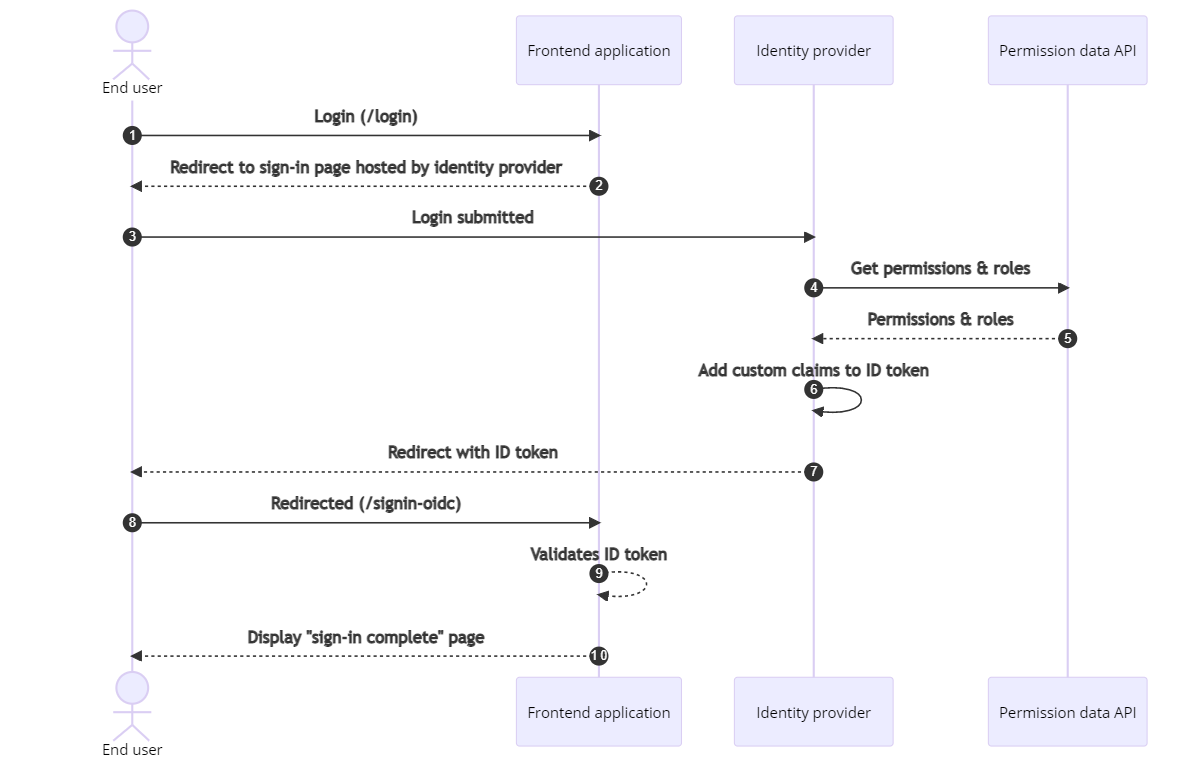 Frontend application
Identity provider
Permission data API
End user
Login (/login)
1
Redirect to sign-in page hosted by identity provider
2
Login submitted
3
Get permissions & roles
4
Permissions & roles
5
Add custom claims to ID token
6
Redirect with ID token
7
Redirected (/signin-oidc)
8
Validates ID token
9
Display "sign-in complete" page
10
Frontend application
Identity provider
Permission data API
End user